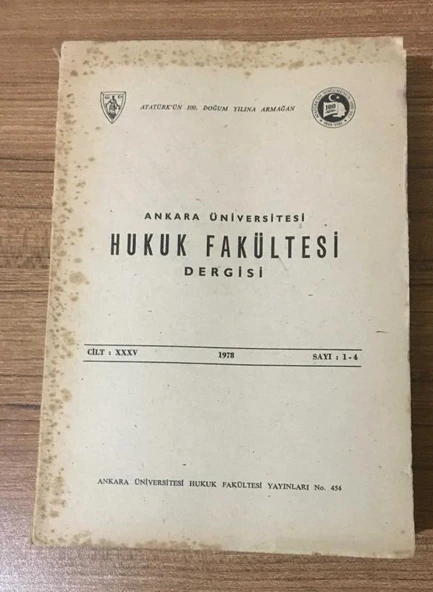 ATATÜRK'ÜN 100. DOĞUM YILINA ARMAĞAN
100
ANKARA ÜNİVERSİTESİ
HUKUK FAKÜLTESİ
DERGİSİ
CİLT : XXXV 1978 SAYI : 1-4
ANKARA ÜNİVERSİTESİ HUKUK FAKÜLTESİ YAYINLARI No. 454